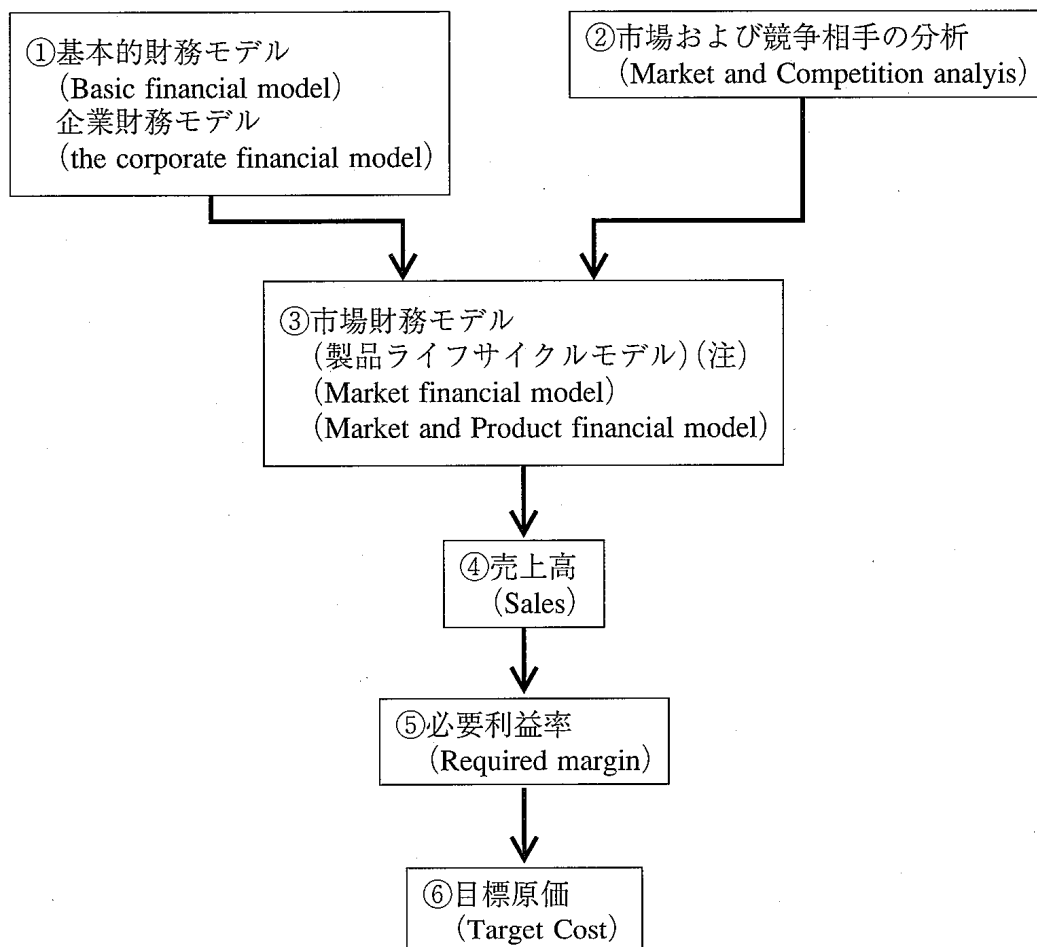 ①基本的財務モデル
(Basic financial model)
企業財務モデル
(the corporate financial model)
②市場および競争相手の分析
(Market and Competition analyis)
③市場財務モデル
(製品ライフサイクルモデル)(注)
(Market financial model)
(Market and Product financial model)
④売上高
(Sales)
⑤必要利益率
(Required margin)
⑥目標原価
(Target Cost)